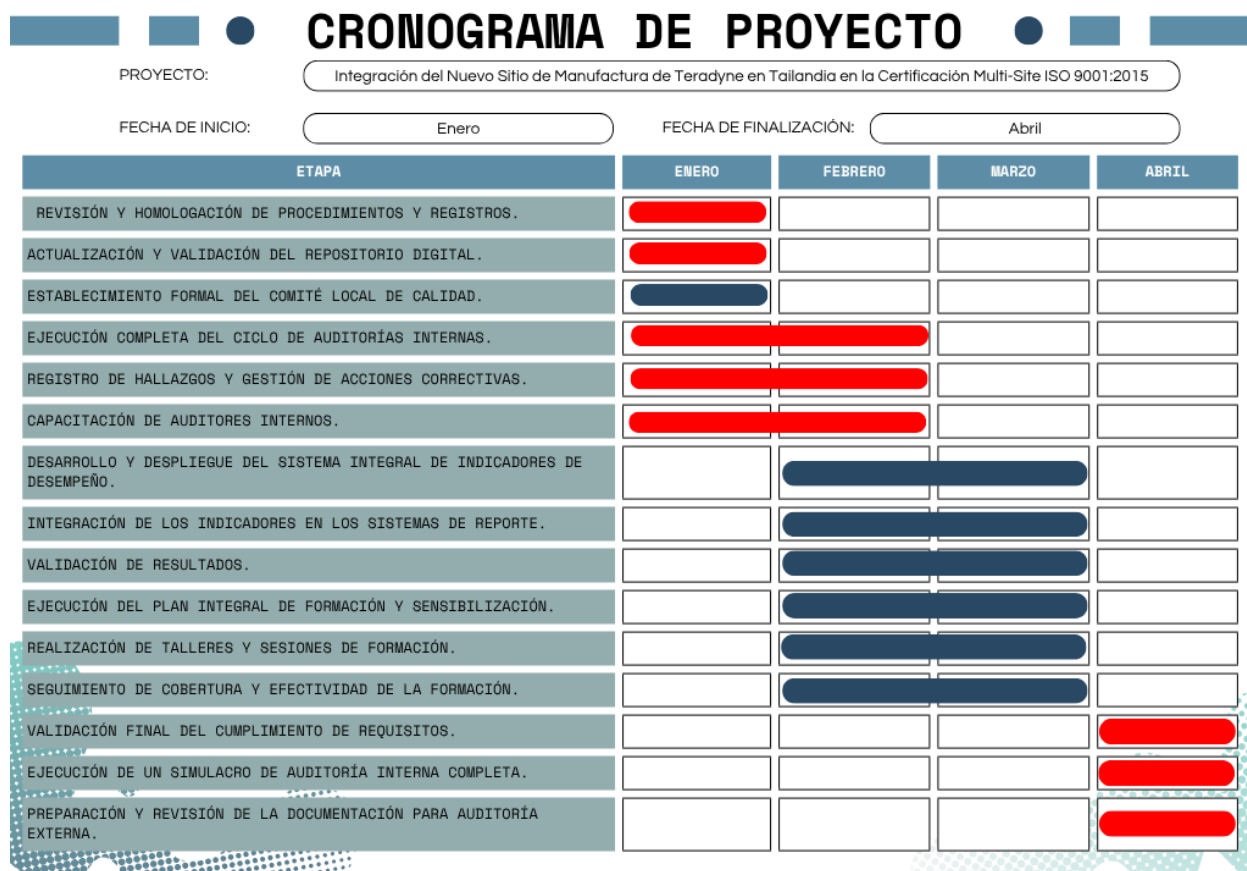 CRONOGRAMA DE PROYECTO
PROYECTO: Integración del Nuevo Sitio de Manufactura de Teradyne en Tailandia en la Certificación Multi-Site ISO 9001:2015
FECHA DE INICIO: Enero FECHA DE FINALIZACIÓN: Abril
ETAPA ENERO FEBRERO MARZO ABRIL
REVISIÓN Y HOMOLOGACIÓN DE PROCEDIMIENTOS Y REGISTROS.
ACTUALIZACIÓN Y VALIDACIÓN DEL REPOSITORIO DIGITAL.
ESTABLECIMIENTO FORMAL DEL COMITÉ LOCAL DE CALIDAD.
EJECUCIÓN COMPLETA DEL CICLO DE AUDITORÍAS INTERNAS.
REGISTRO DE HALLAZGOS Y GESTIÓN DE ACCIONES CORRECTIVAS.
CAPACITACIÓN DE AUDITORES INTERNOS.
DESARROLLO Y DESPLIEGUE DEL SISTEMA INTEGRAL DE INDICADORES DE
DESEMPEÑO.
INTEGRACIÓN DE LOS INDICADORES EN LOS SISTEMAS DE REPORTE.
VALIDACIÓN DE RESULTADOS.
EJECUCIÓN DEL PLAN INTEGRAL DE FORMACIÓN Y SENSIBILIZACIÓN.
REALIZACIÓN DE TALLERES Y SESIONES DE FORMACIÓN.
SEGUIMIENTO DE COBERTURA Y EFECTIVIDAD DE LA FORMACIÓN.
VALIDACIÓN FINAL DEL CUMPLIMIENTO DE REQUISITOS.
EJECUCIÓN DE UN SIMULACRO DE AUDITORÍA INTERNA COMPLETA.
PREPARACIÓN Y REVISIÓN DE LA DOCUMENTACIÓN PARA AUDITORÍA
EXTERNA.